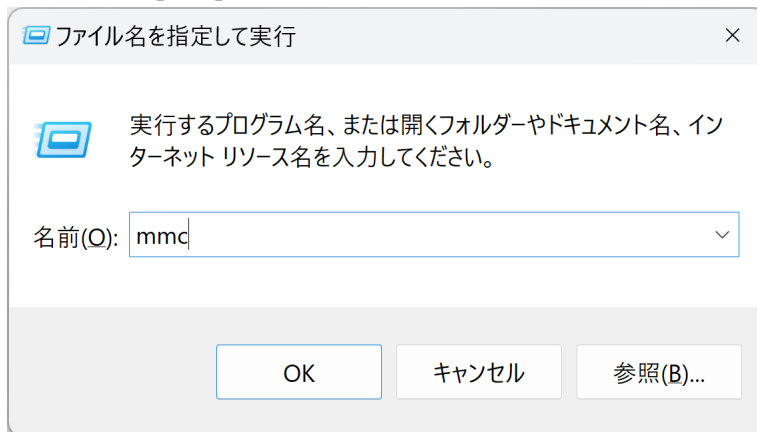 ファイル名を指定して実行
実行するプログラム名、または開くフォルダーやドキュメント名、イン
ターネット リソース名を入力してください。
名前(O): mmc
OK キャンセル 参照(B)...